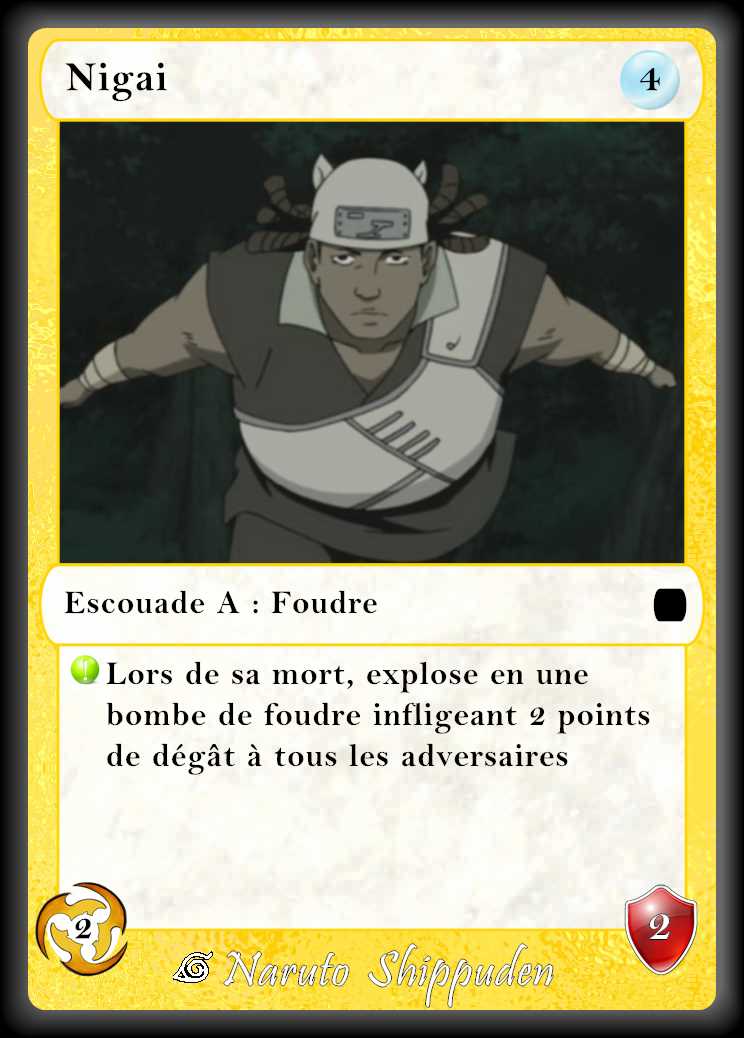 Nigai
4
Escouade A : Foudre
Lors de sa mort, explose en une
bombe de foudre infligeant 2 points
de dégât à tous les adversaires
2
2
Naruto Shippuden